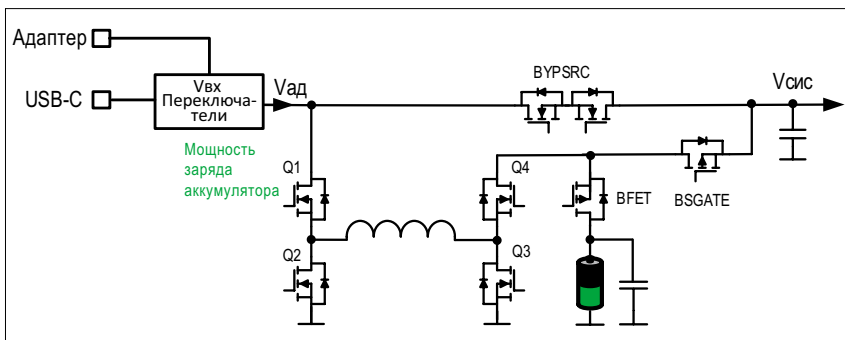 Адаптер
USB-C
Vвх
Переключа-
тели
Vад
BYPSRC
Vсис
Мощность
заряда
аккумулятора
Q1
Q4
BFET
BSGATE
Q2
Q3